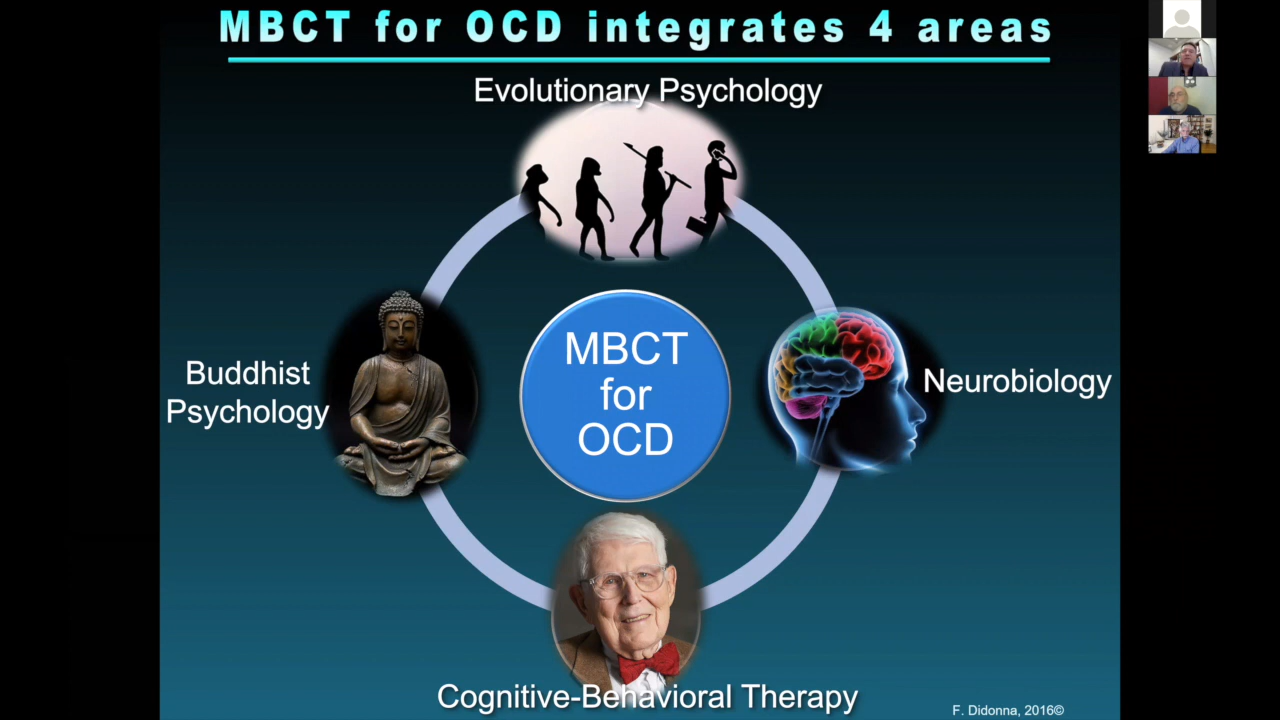 MBCT for OCD integrates 4 areas
Evolutionary Psychology
Buddhist
Psychology
MBCT
for
OCD
Neurobiology
Cognitive-Behavioral Therapy
F. Didonna, 2016©